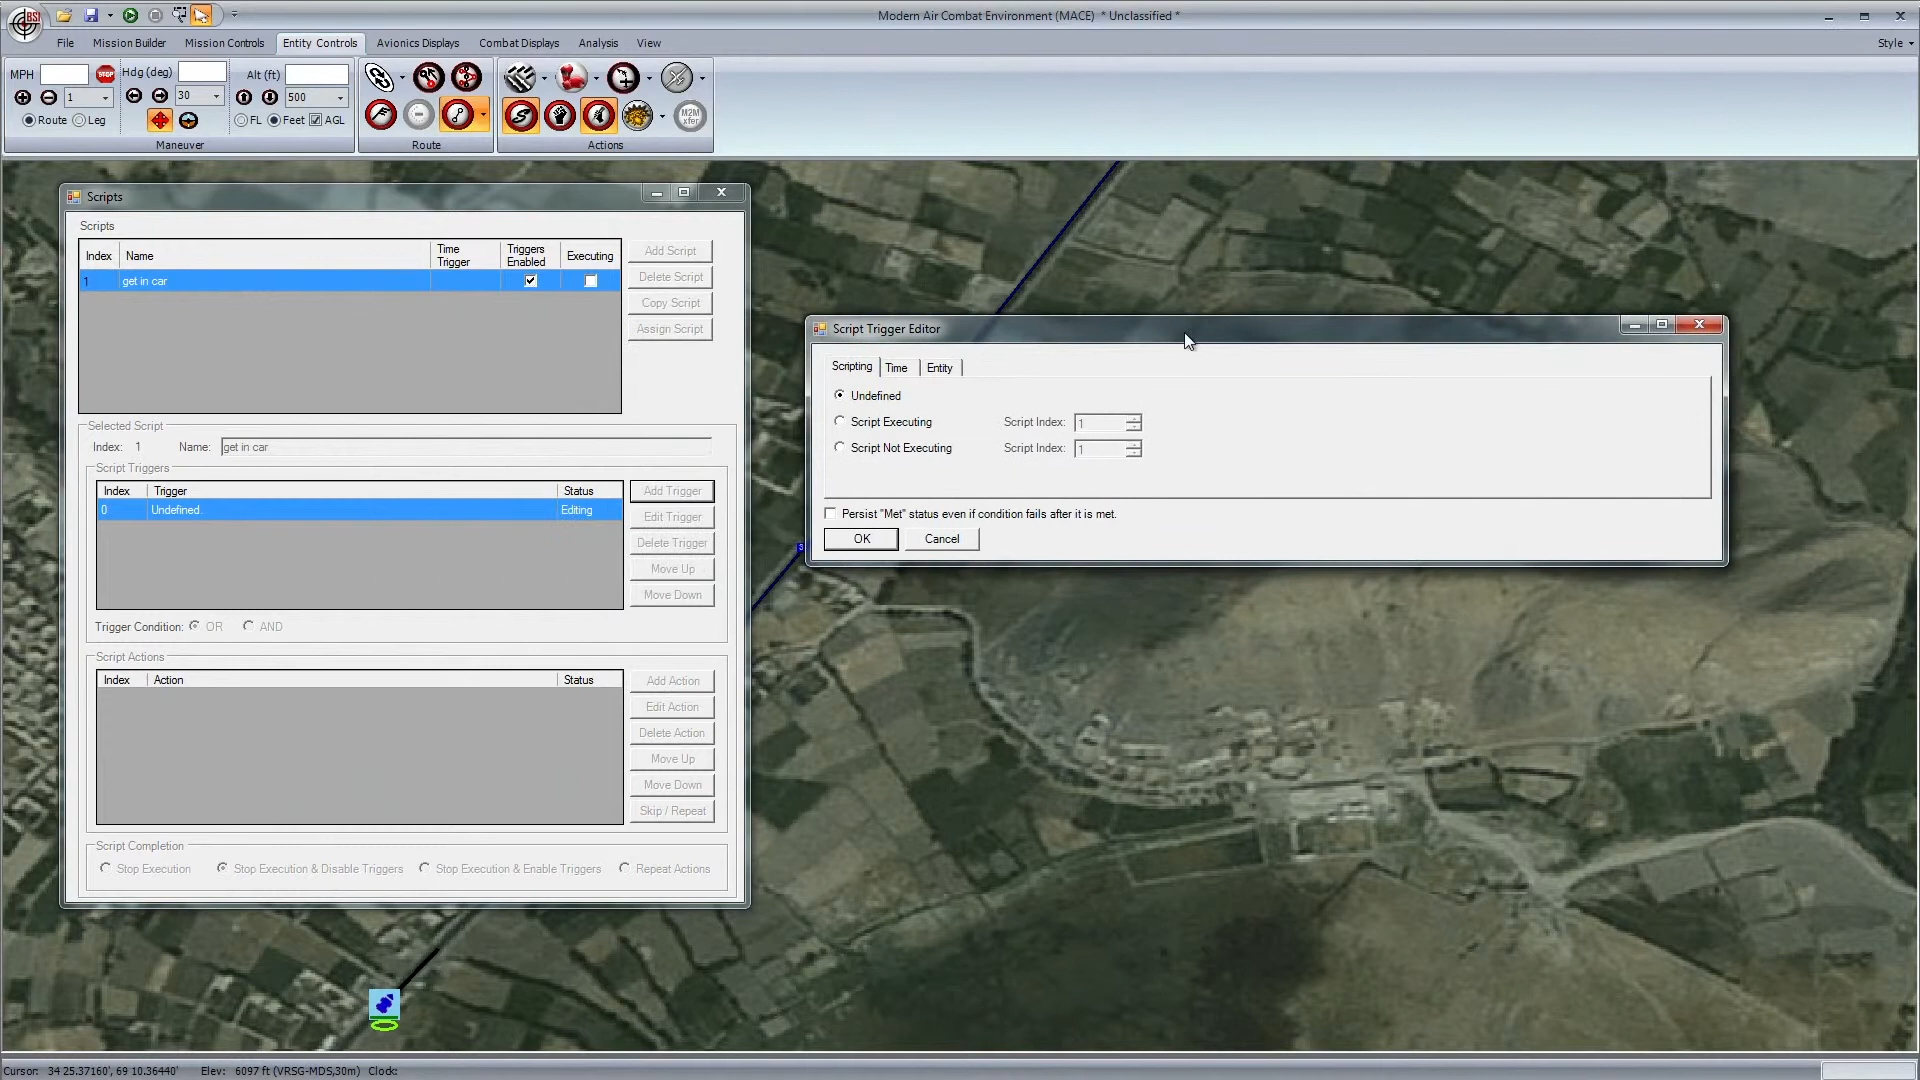 BSI
Modern Air Combat Environment (MACE)  * Unclassified *
File
Mission Builder
Mission Controls
Entity Controls
Avionics Displays
Combat Displays
Analysis
View
Style
MPH
STOP
Hdg (deg)
Alt (ft)
1
30
500
Route
Leg
FL
Feet
AGL
M2M
xfer
Maneuver
Route
Actions
Scripts
Scripts
Index
Name
Time
Trigger
Triggers
Enabled
Executing
1
get in car
Add Script
Delete Script
Copy Script
Assign Script
Selected Script
Index: 1
Name: get in car
Script Triggers
Index
Trigger
Status
0
Undefined.
Editing
Add Trigger
Edit Trigger
Delete Trigger
Move Up
Move Down
Trigger Condition:
OR
AND
Script Actions
Index
Action
Status
Add Action
Edit Action
Delete Action
Move Up
Move Down
Skip / Repeat
Script Completion
Stop Execution
Stop Execution & Disable Triggers
Stop Execution & Enable Triggers
Repeat Actions
Script Trigger Editor
Scripting
Time
Entity
Undefined
Script Executing
Script Index: 1
Script Not Executing
Script Index: 1
Persist "Met" status even if condition fails after it is met.
OK
Cancel
3
Cursor: 34 25.37160', 69 10.36440'
Elev: 6097 ft (VRSG-MDS,30m)
Clock: